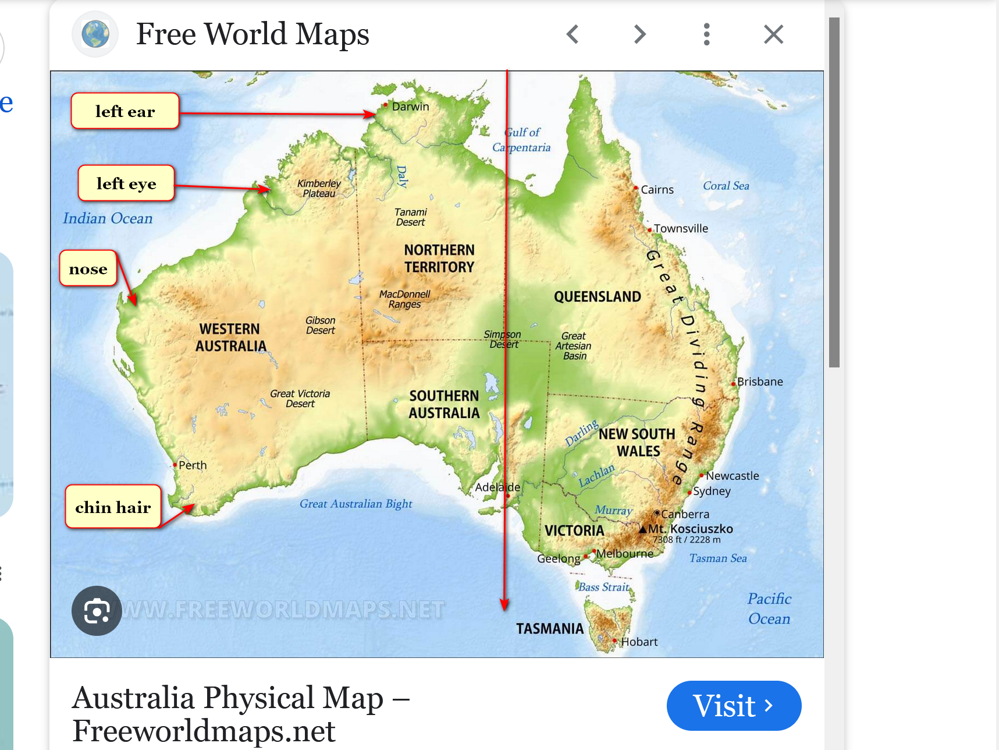 Free World Maps
e
left ear
Darwin
Gulf of
Carpentaria
left eye
Kimberley
Plateau
Daly
Cairns
Coral Sea
Indian Ocean
Tanami
Desert
Townsville
nose
NORTHERN
TERRITORY
Great Dividing Range
MacDonnell
Ranges
QUEENSLAND
WESTERN
AUSTRALIA
Gibson
Desert
Simpson
Desert
Great
Artesian
Basin
Brisbane
Great Victoria
Desert
SOUTHERN
AUSTRALIA
Darling
NEW SOUTH
WALES
Perth
Lachlan
Newcastle
Adelaide
Sydney
chin hair
Great Australian Bight
Murray
Canberra
VICTORIA
Mt. Kosciuszko
7308 ft / 2228 m
Geelong
Melbourne
Tasman Sea
Bass Strait
Pacific
Ocean
WW.FREEWORLDMAPS.NET
TASMANIA
Hobart
Australia Physical Map –
Freeworldmaps.net
Visit